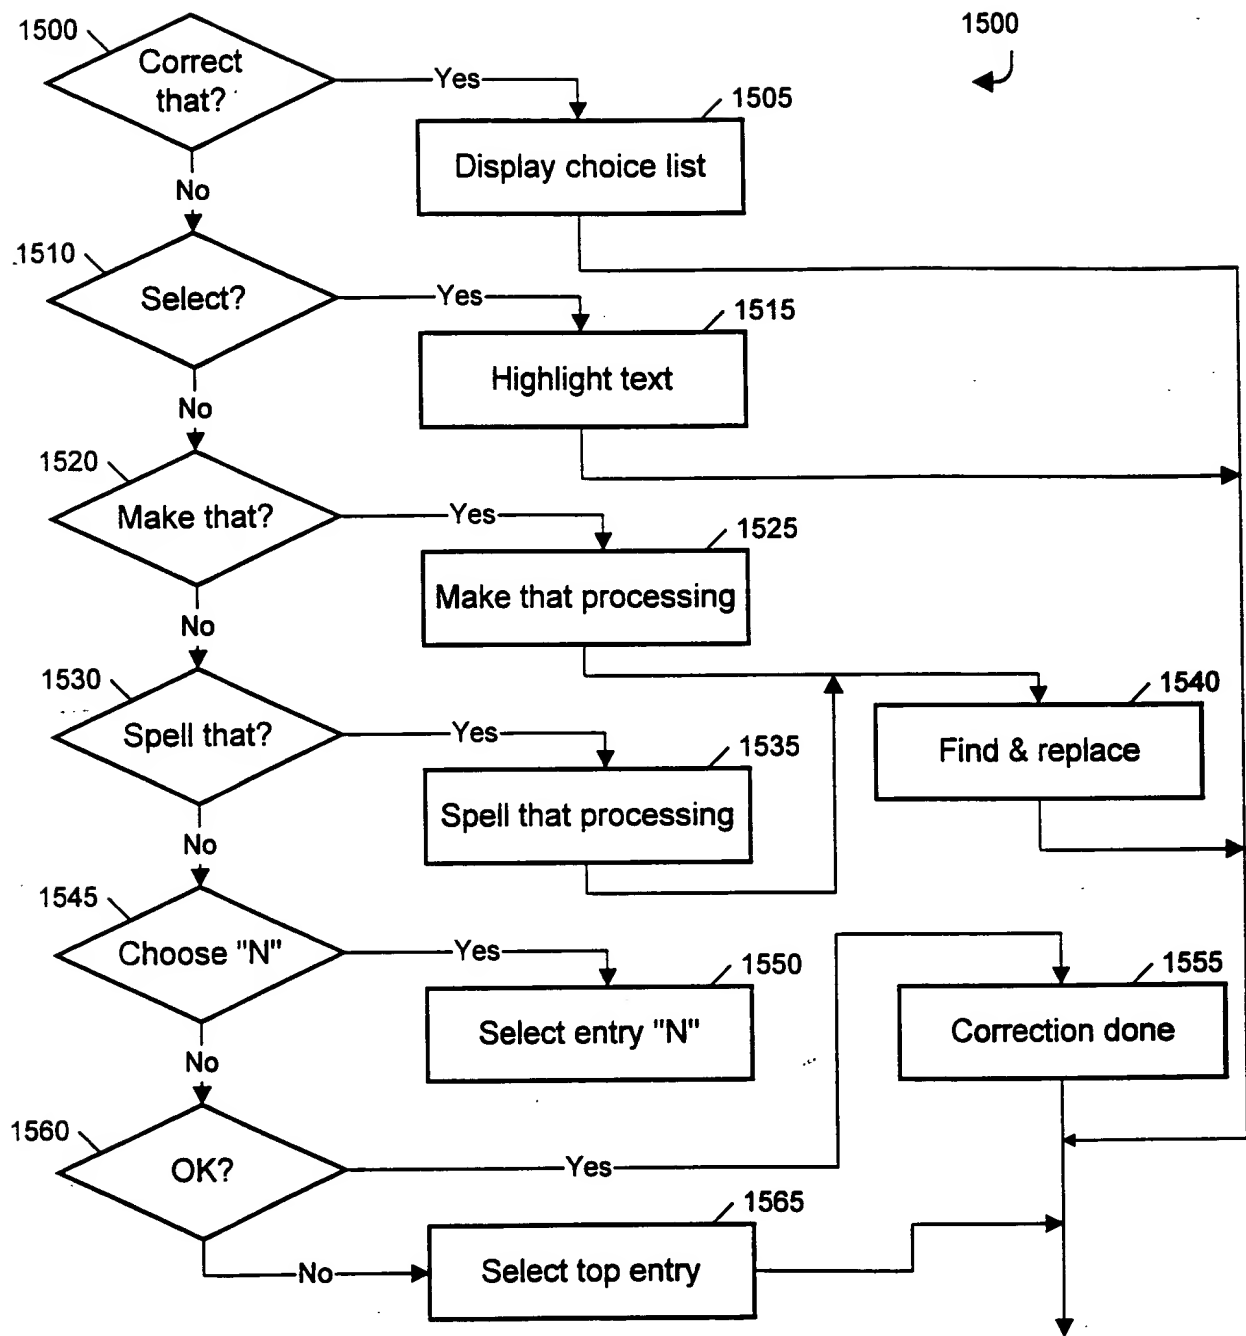 1500
1500
Correct
that?
Yes
1505
Display choice list
No
1510
Select?
Yes
1515
Highlight text
No
1520
Make that?
Yes
1525
Make that processing
No
1530
Spell that?
Yes
1535
Spell that processing
1540
Find & replace
No
1545
Choose "N"
Yes
1550
Select entry "N"
1555
Correction done
No
1560
OK?
Yes
1565
Select top entry
No